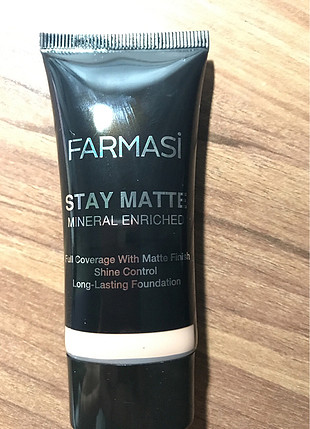 FARMASi
STAY MATTE
MINERAL ENRICHED
Full Coverage With Matte Finish
Shine Control
Long-Lasting Foundation